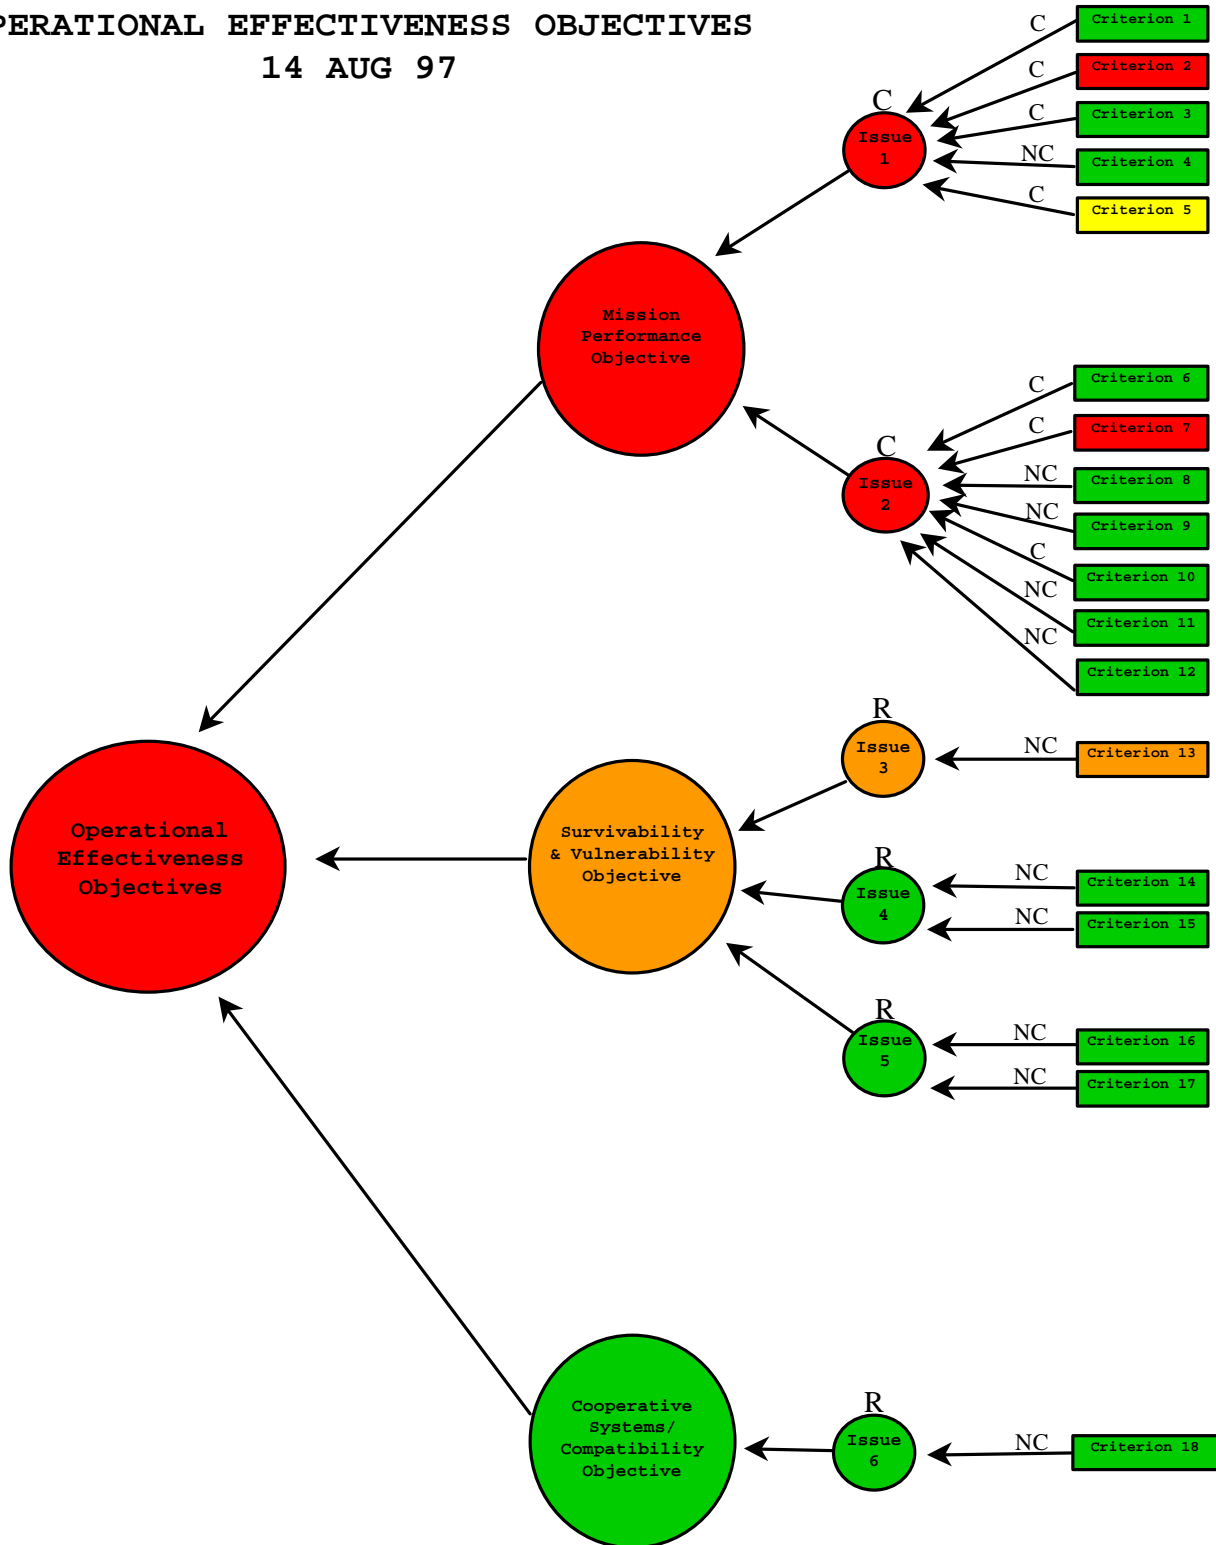 PERATIONAL EFFECTIVENESS OBJECTIVES
14 AUG 97
C
Criterion 1
C
Criterion 2
C
Criterion 3
NC
Criterion 4
C
Criterion 5
C
Issue
1
Mission
Performance
Objective
C
Criterion 6
C
Criterion 7
NC
Criterion 8
NC
Criterion 9
C
Criterion 10
NC
Criterion 11
NC
Criterion 12
C
Issue
2
R
Issue
3
NC
Criterion 13
Operational
Effectiveness
Objectives
Survivability
& Vulnerability
Objective
R
Issue
4
NC
Criterion 14
NC
Criterion 15
R
Issue
5
NC
Criterion 16
NC
Criterion 17
Cooperative
Systems/
Compatibility
Objective
R
Issue
6
NC
Criterion 18